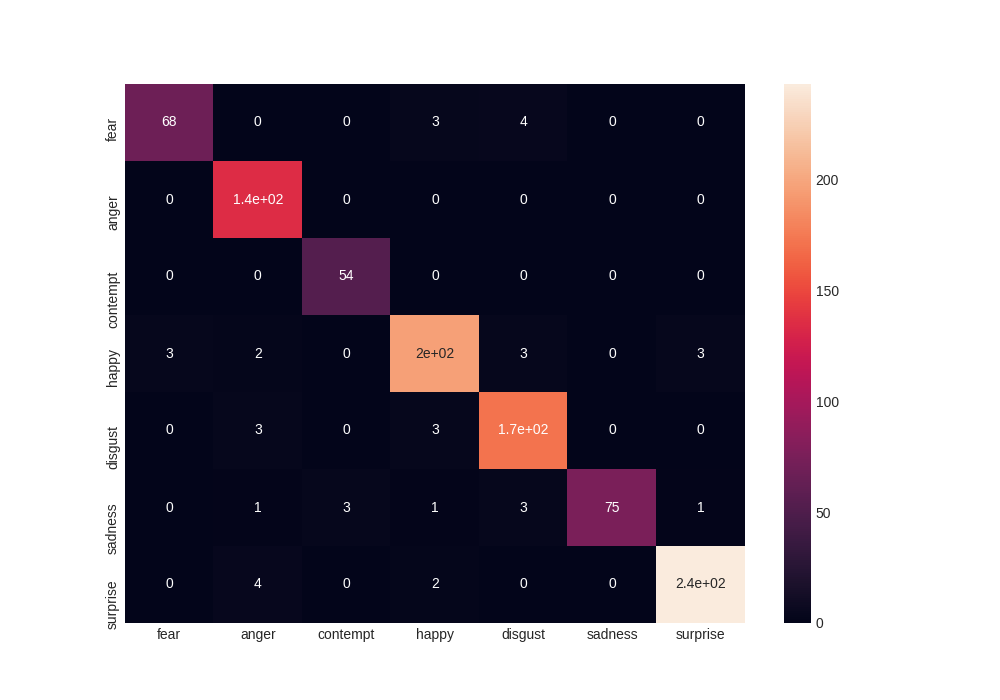 fear 68 0 0 3 4 0 0
anger 0 1.4e+02 0 0 0 0 0
contempt 0 0 54 0 0 0 0
happy 3 2 0 2e+02 3 0 3
disgust 0 3 0 3 1.7e+02 0 0
sadness 0 1 3 1 3 75 1
surprise 0 4 0 2 0 0 2.4e+02
fear anger contempt happy disgust sadness surprise
200
150
100
50
0